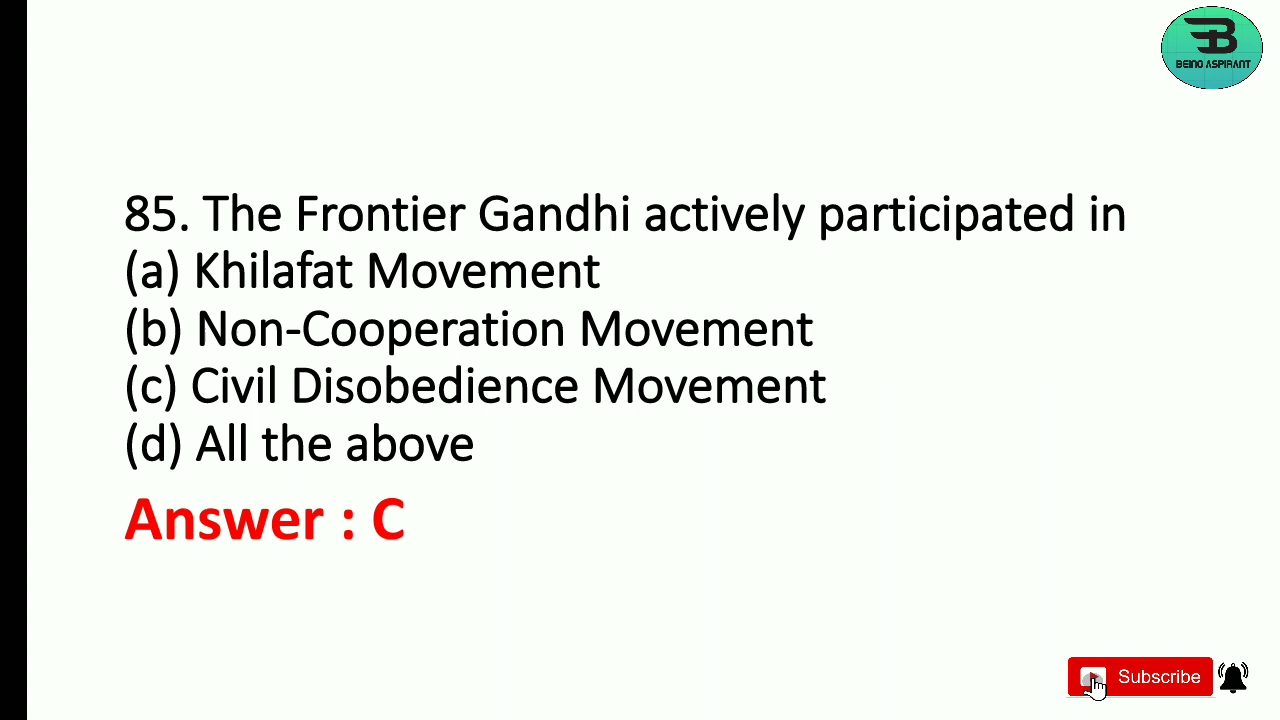 BEING ASPIRANT
85. The Frontier Gandhi actively participated in
(a) Khilafat Movement
(b) Non-Cooperation Movement
(c) Civil Disobedience Movement
(d) All the above
Answer : C
Subscribe